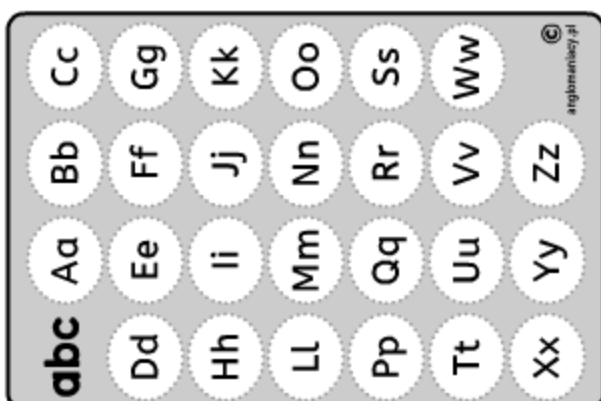 abc Aa Bb Cc
Dd Ee Ff Gg
Hh Ii Jj Kk
Ll Mm Nn Oo
Pp Qq Rr Ss
Tt Uu Vv Ww
Xx Yy Zz
©
anglomaniacy.pl